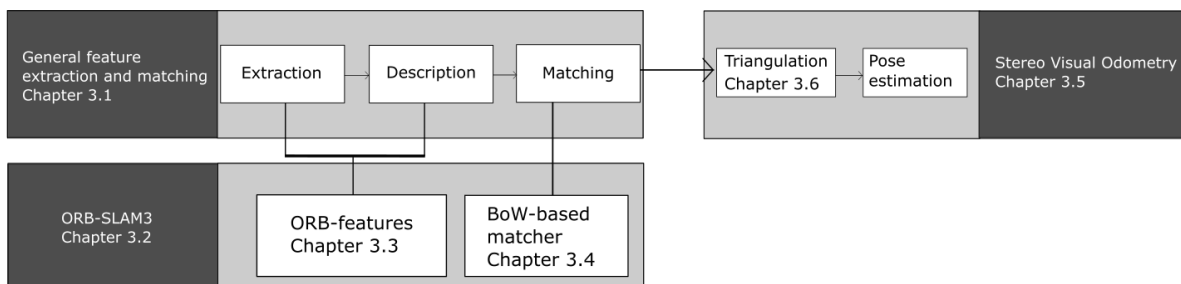 General feature
extraction and matching
Chapter 3.1
Extraction
Description
Matching
Triangulation
Chapter 3.6
Pose
estimation
Stereo Visual Odometry
Chapter 3.5
ORB-SLAM3
Chapter 3.2
ORB-features
Chapter 3.3
BoW-based
matcher
Chapter 3.4